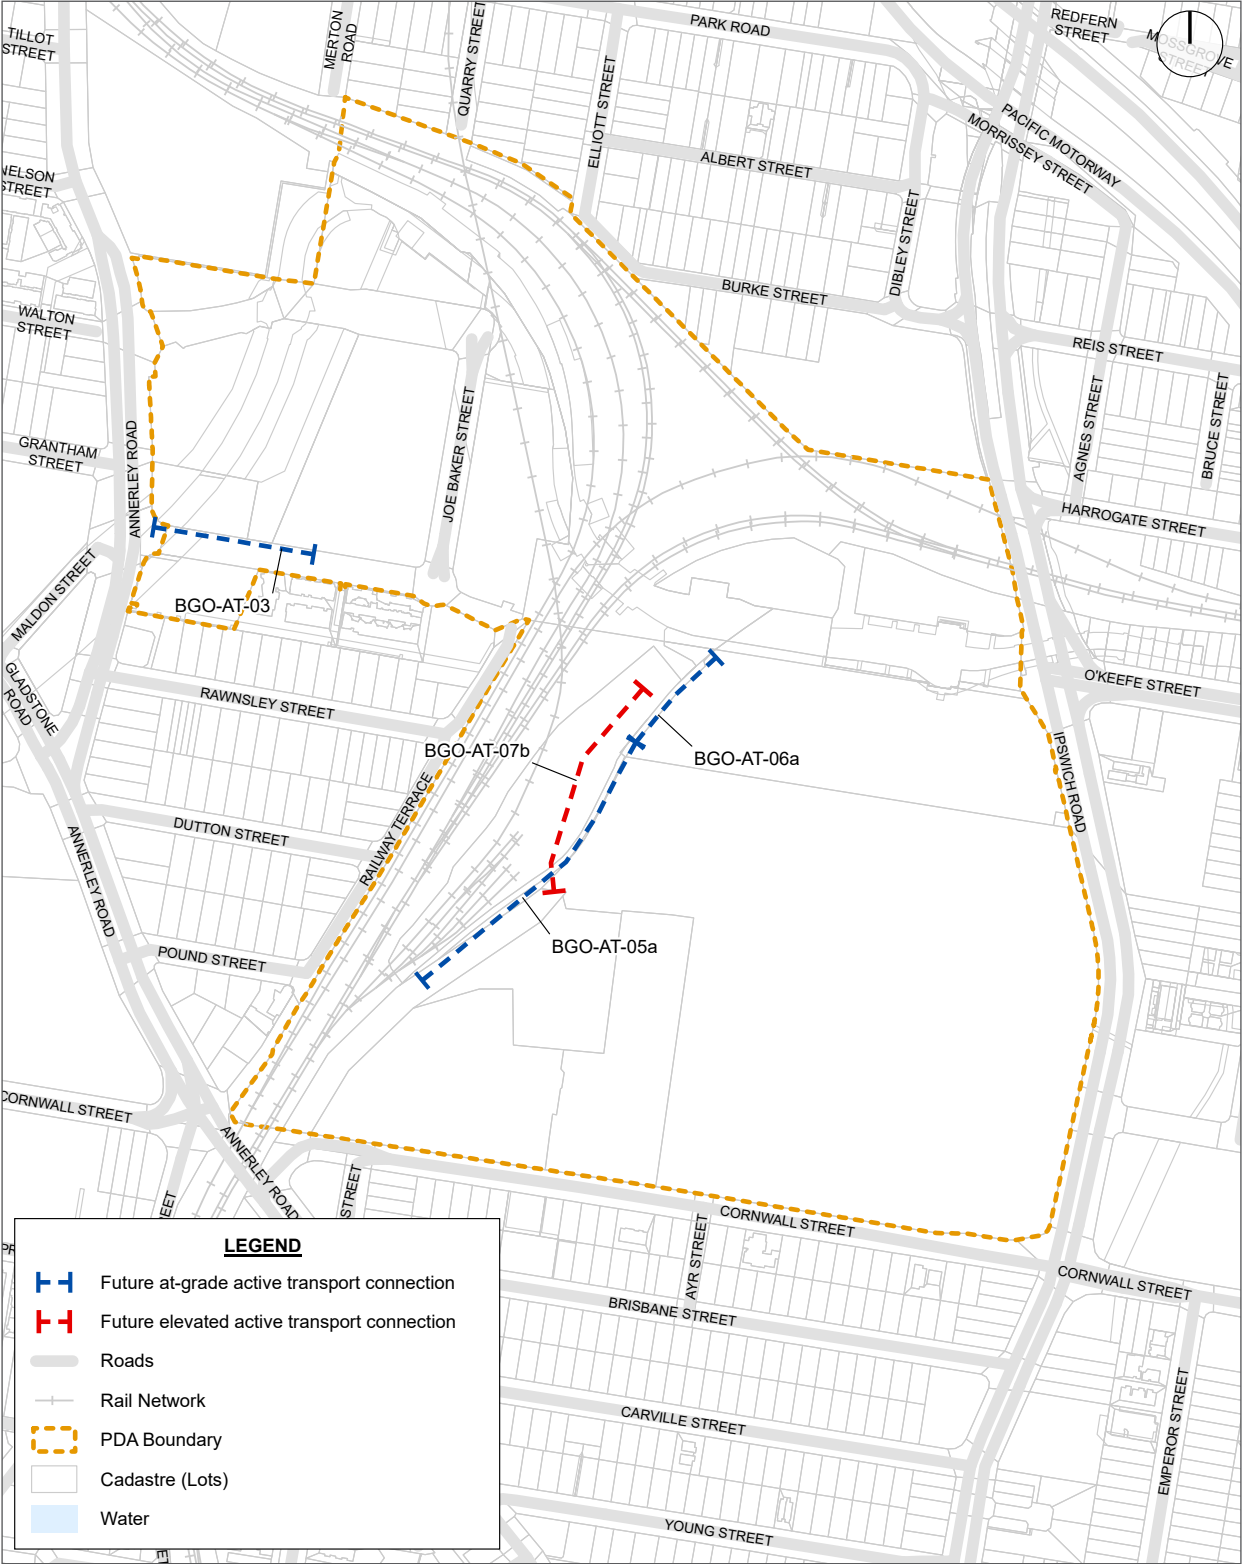 TILLOT
STREET
MERTON
ROAD
QUARRY STREET
PARK ROAD
REDFERN
STREET
MOSSGROVE
STREET
ELLIOTT STREET
PACIFIC MOTORWAY
MORRISSEY STREET
ALBERT STREET
NELSON
STREET
DIBLEY STREET
BURKE STREET
WALTON
STREET
REIS STREET
AGNES STREET
BRUCE STREET
JOE BAKER STREET
GRANTHAM
STREET
ANNERLEY ROAD
HARROGATE STREET
MALDON STREET
BGO-AT-03
GLADSTONE
ROAD
RAWNSLEY STREET
O'KEEFE STREET
BGO-AT-07b
BGO-AT-06a
IPSWICH ROAD
RAILWAY TERRACE
DUTTON STREET
ANNERLEY ROAD
BGO-AT-05a
POUND STREET
CORNWALL STREET
ANNERLEY ROAD
STREET
EET
CORNWALL STREET
AYR STREET
CORNWALL STREET
BRISBANE STREET
CARVILLE STREET
EMPEROR STREET
YOUNG STREET
PR
ET
LEGEND
Future at-grade active transport connection
Future elevated active transport connection
Roads
Rail Network
PDA Boundary
Cadastre (Lots)
Water